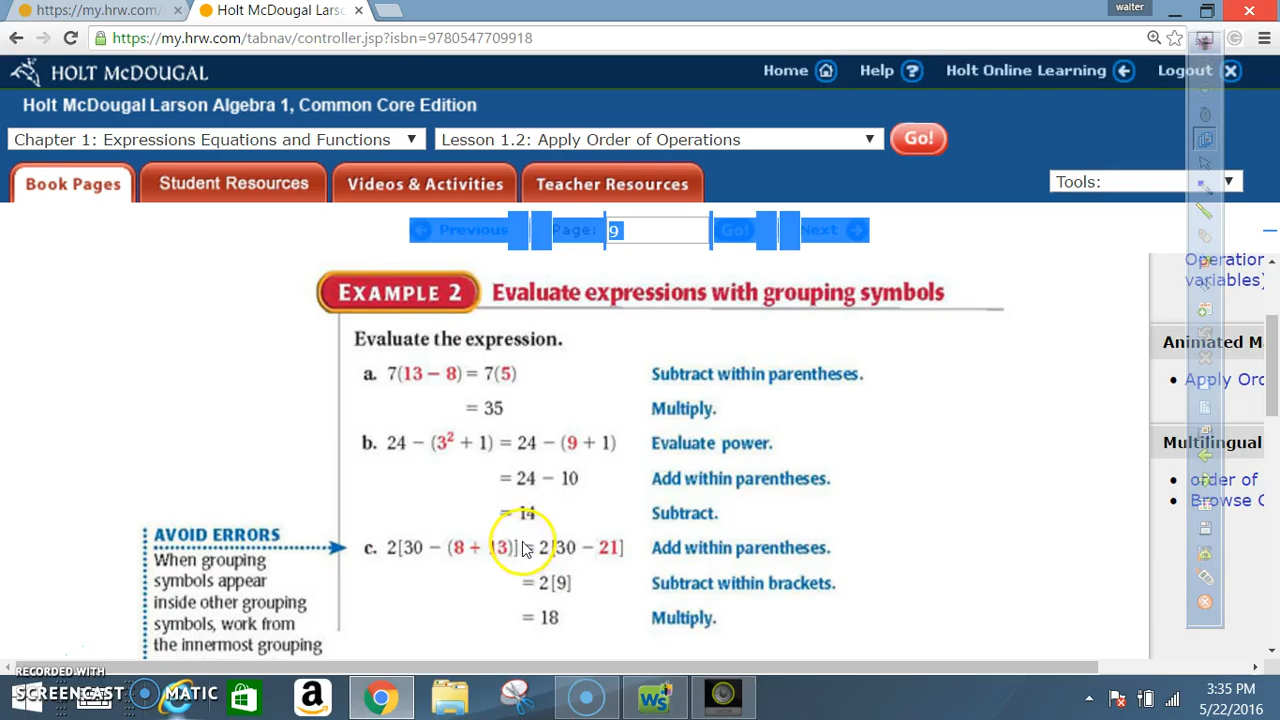 https://my.hrw.com/tabnav/ ×
Holt McDougal Larso ×
walter
https://my.hrw.com/tabnav/controller.jsp?isbn=9780547709918
HOLT MCDOUGAL
Home
Help ?
Holt Online Learning
Logout X
Holt McDougal Larson Algebra 1, Common Core Edition
Chapter 1: Expressions Equations and Functions
Lesson 1.2: Apply Order of Operations
Go!
Book Pages
Student Resources
Videos & Activities
Teacher Resources
Tools:
Previous
Page: 9
Go!
Next
Operation
variables)
Animated M
• Apply Ord
Multilingual
• order of
• Browse
EXAMPLE 2 Evaluate expressions with grouping symbols
Evaluate the expression.
a. 7(13 − 8) = 7(5) Subtract within parentheses.
= 35 Multiply.
b. 24 − (3² + 1) = 24 − (9 + 1) Evaluate power.
= 24 − 10 Add within parentheses.
= 14 Subtract.
c. 2[30 − (8 + 13)] = 2[30 − 21] Add within parentheses.
= 2[9] Subtract within brackets.
= 18 Multiply.
AVOID ERRORS
When grouping
symbols appear
inside other grouping
symbols, work from
the innermost grouping
RECORDED WITH
SCREENCAST MATIC
3:35 PM
5/22/2016